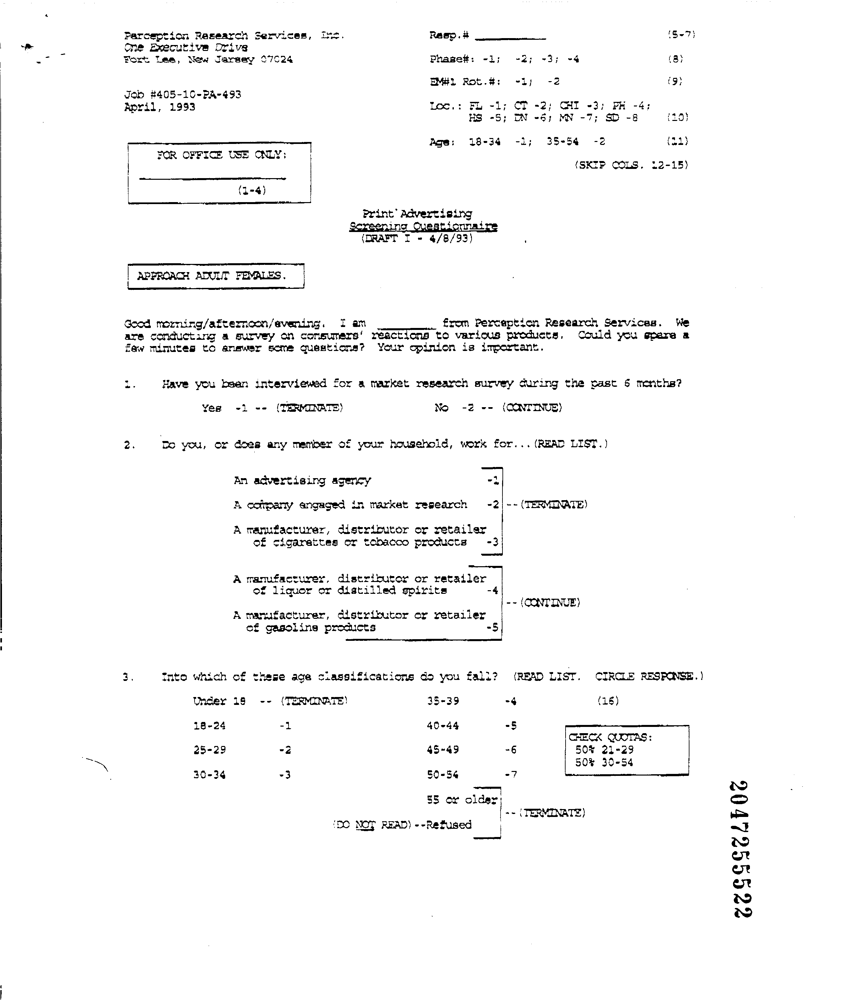 Perception Research Services, Inc.
One Executive Drive
Fort Lee, New Jersey 07024
Job #405-10-PA-493
April, 1993
FOR OFFICE USE ONLY:
(1-4)
Resp.# ________ (5-7)
Phase#: -1; -2; -3; -4 (8)
EM#1 Rot.#: -1; -2 (9)
Loc.: FL -1; CT -2; CHI -3; PH -4;
HS -5; DN -6; MN -7; SD -8 (10)
Age: 18-34 -1; 35-54 -2 (11)
(SKIP COLS. 12-15)
Print Advertising
Screening Questionnaire
(DRAFT I - 4/8/93)
APPROACH ADULT FEMALES.
Good morning/afternoon/evening. I am ________ from Perception Research Services. We
are conducting a survey on consumers' reactions to various products. Could you spare a
few minutes to answer some questions? Your opinion is important.
1. Have you been interviewed for a market research survey during the past 6 months?
Yes -1 -- (TERMINATE) No -2 -- (CONTINUE)
2. Do you, or does any member of your household, work for...(READ LIST.)
An advertising agency -1
A company engaged in market research -2 -- (TERMINATE)
A manufacturer, distributor or retailer
of cigarettes or tobacco products -3
A manufacturer, distributor or retailer
of liquor or distilled spirits -4
-- (CONTINUE)
A manufacturer, distributor or retailer
of gasoline products -5
3. Into which of these age classifications do you fall? (READ LIST. CIRCLE RESPONSE.)
Under 18 -- (TERMINATE) 35-39 -4 (16)
18-24 -1 40-44 -5
25-29 -2 45-49 -6
30-34 -3 50-54 -7
CHECK QUOTAS:
50% 21-29
50% 30-54
55 or older
-- (TERMINATE)
(DO NOT READ)--Refused
2047255522